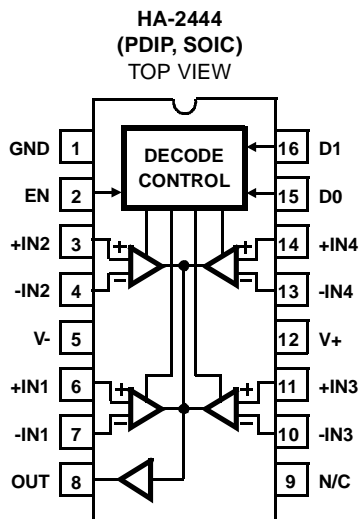 HA-2444
(PDIP, SOIC)
TOP VIEW
GND 1 16 D1
DECODE
CONTROL
EN 2 15 D0
+IN2 3 + + 14 +IN4
-IN2 4 – – 13 -IN4
V- 5 12 V+
+IN1 6 + + 11 +IN3
-IN1 7 – – 10 -IN3
OUT 8 9 N/C